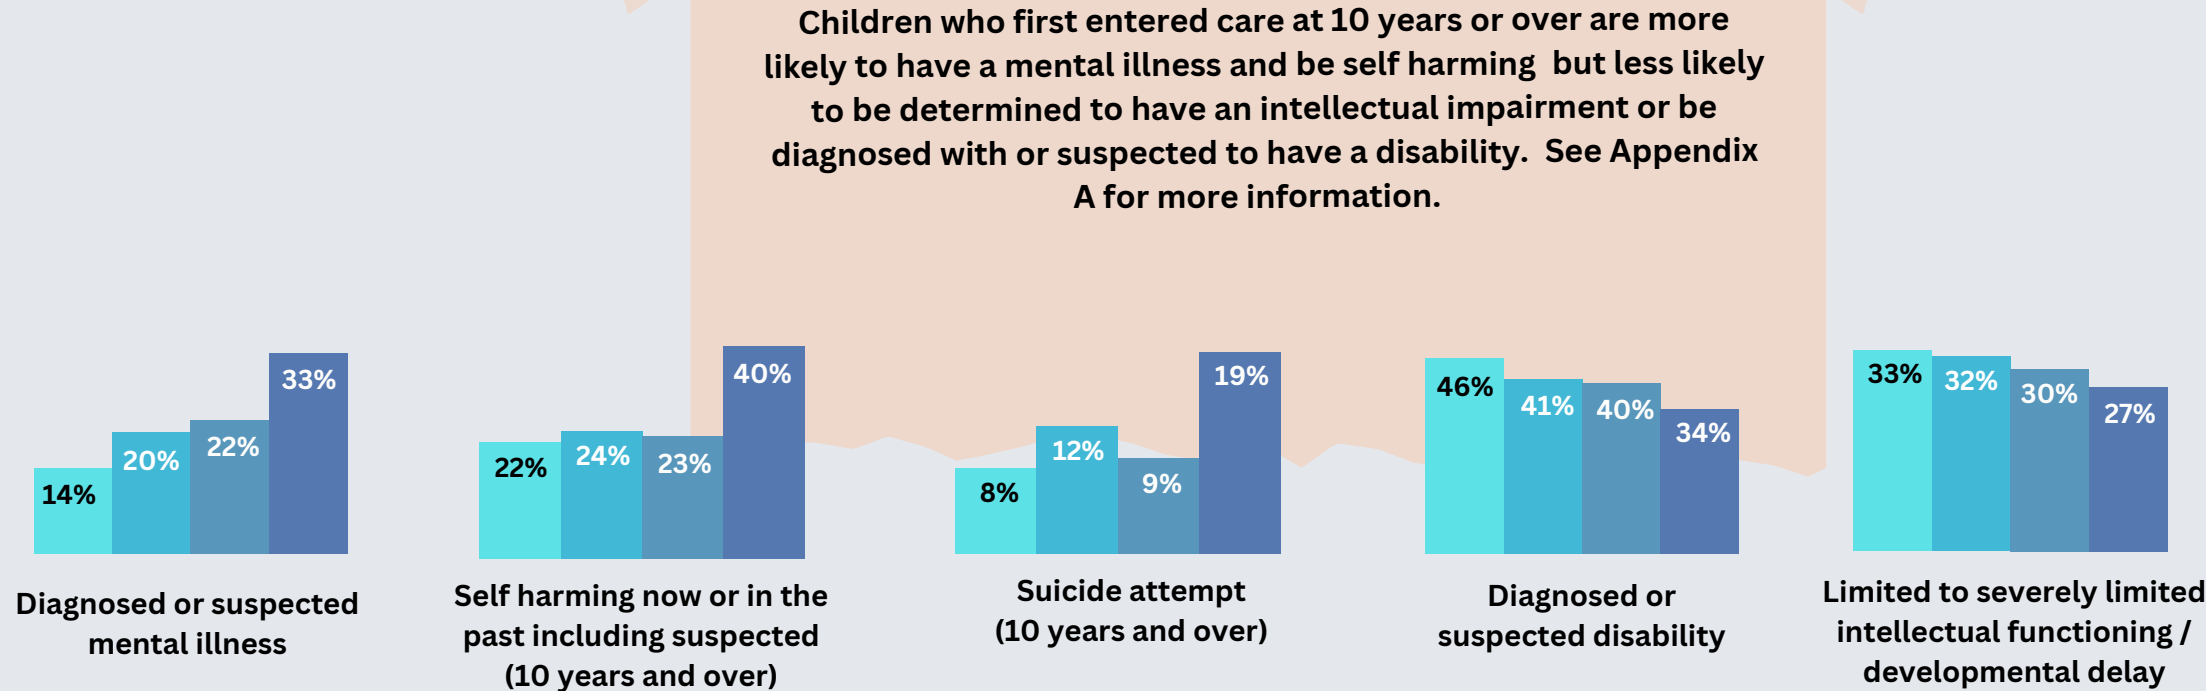 Children who first entered care at 10 years or over are more
likely to have a mental illness and be self harming  but less likely
to be determined to have an intellectual impairment or be
diagnosed with or suspected to have a disability.  See Appendix
A for more information.
14%
20%
22%
33%
Diagnosed or suspected
mental illness
22%
24%
23%
40%
Self harming now or in the
past including suspected
(10 years and over)
8%
12%
9%
19%
Suicide attempt
(10 years and over)
46%
41%
40%
34%
Diagnosed or
suspected disability
33%
32%
30%
27%
Limited to severely limited
intellectual functioning /
developmental delay